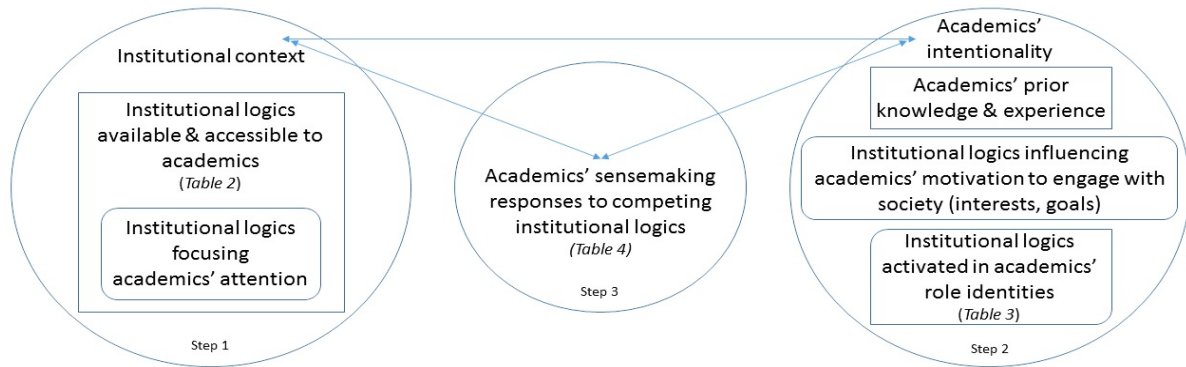 Institutional context
Institutional logics
available & accessible to
academics
(Table 2)
Institutional logics
focusing
academics’ attention
Step 1
Academics’ sensemaking
responses to competing
institutional logics
(Table 4)
Step 3
Academics’
intentionality
Academics’ prior
knowledge & experience
Institutional logics influencing
academics’ motivation to engage with
society (interests, goals)
Institutional logics
activated in academics’
role identities
(Table 3)
Step 2